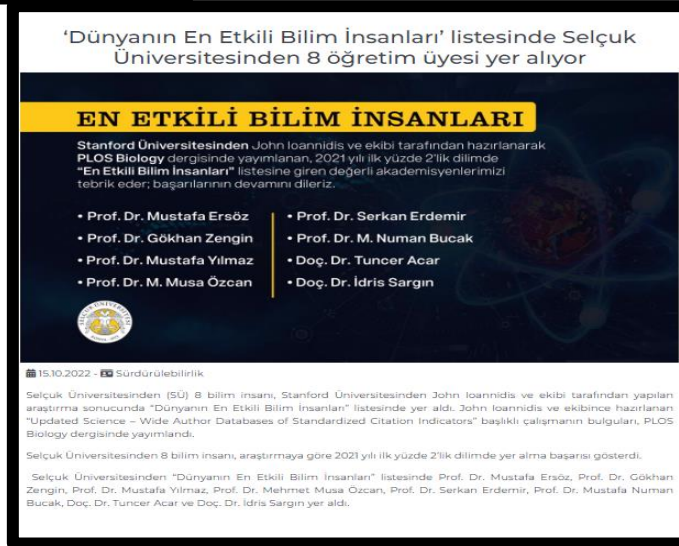 ‘Dünyanın En Etkili Bilim İnsanları’ listesinde Selçuk
Üniversitesinden 8 öğretim üyesi yer alıyor
EN ETKİLİ BİLİM İNSANLARI
Stanford Üniversitesinden John Ioannidis ve ekibi tarafından hazırlanarak
PLOS Biology dergisinde yayımlanan, 2021 yılı ilk yüzde 2'lik dilimde
“En Etkili Bilim İnsanları” listesine giren değerli akademisyenlerimizi
tebrik eder; başarılarının devamını dileriz.
• Prof. Dr. Mustafa Ersöz
• Prof. Dr. Gökhan Zengin
• Prof. Dr. Mustafa Yılmaz
• Prof. Dr. M. Musa Özcan
• Prof. Dr. Serkan Erdemir
• Prof. Dr. M. Numan Bucak
• Doç. Dr. Tuncer Acar
• Doç. Dr. İdris Sargın
15.10.2022 - Sürdürülebilirlik
Selçuk Üniversitesinden (SÜ) 8 bilim insanı, Stanford Üniversitesinden John Ioannidis ve ekibi tarafından yapılan
araştırma sonucunda “Dünyanın En Etkili Bilim İnsanları” listesinde yer aldı. John Ioannidis ve ekibince hazırlanan
“Updated Science – Wide Author Databases of Standardized Citation Indicators” başlıklı çalışmanın bulguları, PLOS
Biology dergisinde yayımlandı.
Selçuk Üniversitesinden 8 bilim insanı, araştırmaya göre 2021 yılı ilk yüzde 2'lik dilimde yer alma başarısı gösterdi.
Selçuk Üniversitesinden “Dünyanın En Etkili Bilim İnsanları” listesinde Prof. Dr. Mustafa Ersöz, Prof. Dr. Gökhan
Zengin, Prof. Dr. Mustafa Yılmaz, Prof. Dr. Mehmet Musa Özcan, Prof. Dr. Serkan Erdemir, Prof. Dr. Mustafa Numan
Bucak, Doç. Dr. Tuncer Acar ve Doç. Dr. İdris Sargın yer aldı.